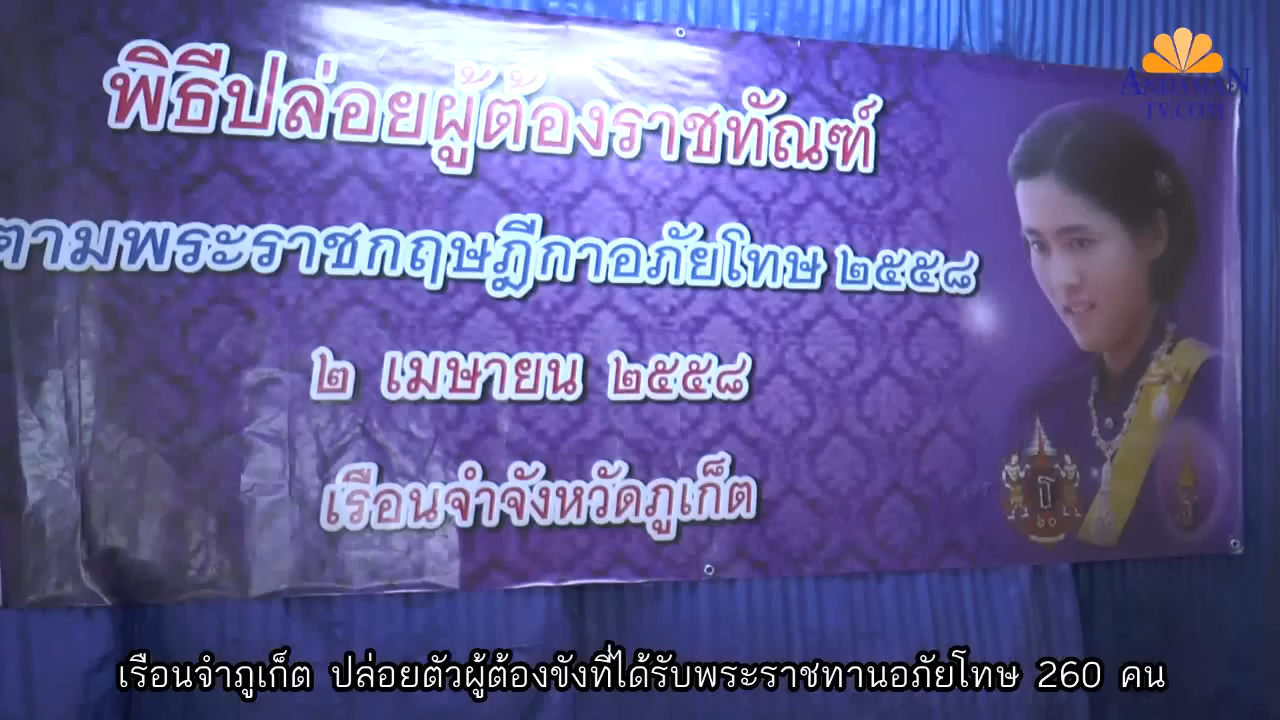 ANDAMAN
TV.COM
พิธีปล่อยผู้ต้องราชทัณฑ์
ตามพระราชกฤษฎีกาอภัยโทษ ๒๕๕๘
๒ เมษายน ๒๕๕๘
เรือนจำจังหวัดภูเก็ต
เรือนจำภูเก็ต ปล่อยตัวผู้ต้องขังที่ได้รับพระราชทานอภัยโทษ 260 คน